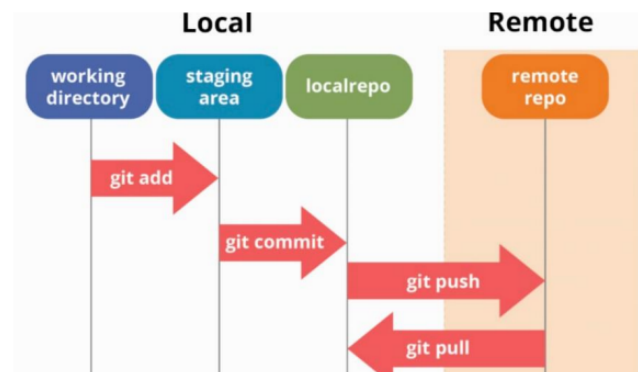 Local
Remote
working
directory
staging
area
localrepo
remote
repo
git add
git commit
git push
git pull